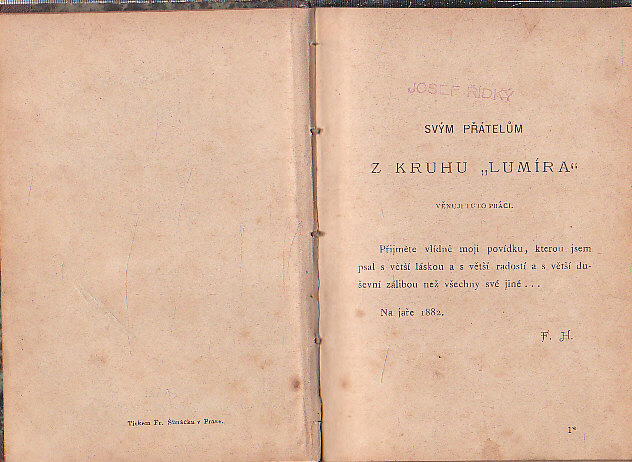 Tiskem Fr. Šimáčka v Praze.
JOSEF ŘÍDKÝ
SVÝM PŘÁTELŮM
Z KRUHU „LUMÍRA“
VĚNUJI TUTO PRÁCI.
Přijměte vlídně moji povídku, kterou jsem
psal s větší láskou a s větší radostí a s větší du-
ševní zálibou než všechny své jiné ...
Na jaře 1882.
F. H.
1*